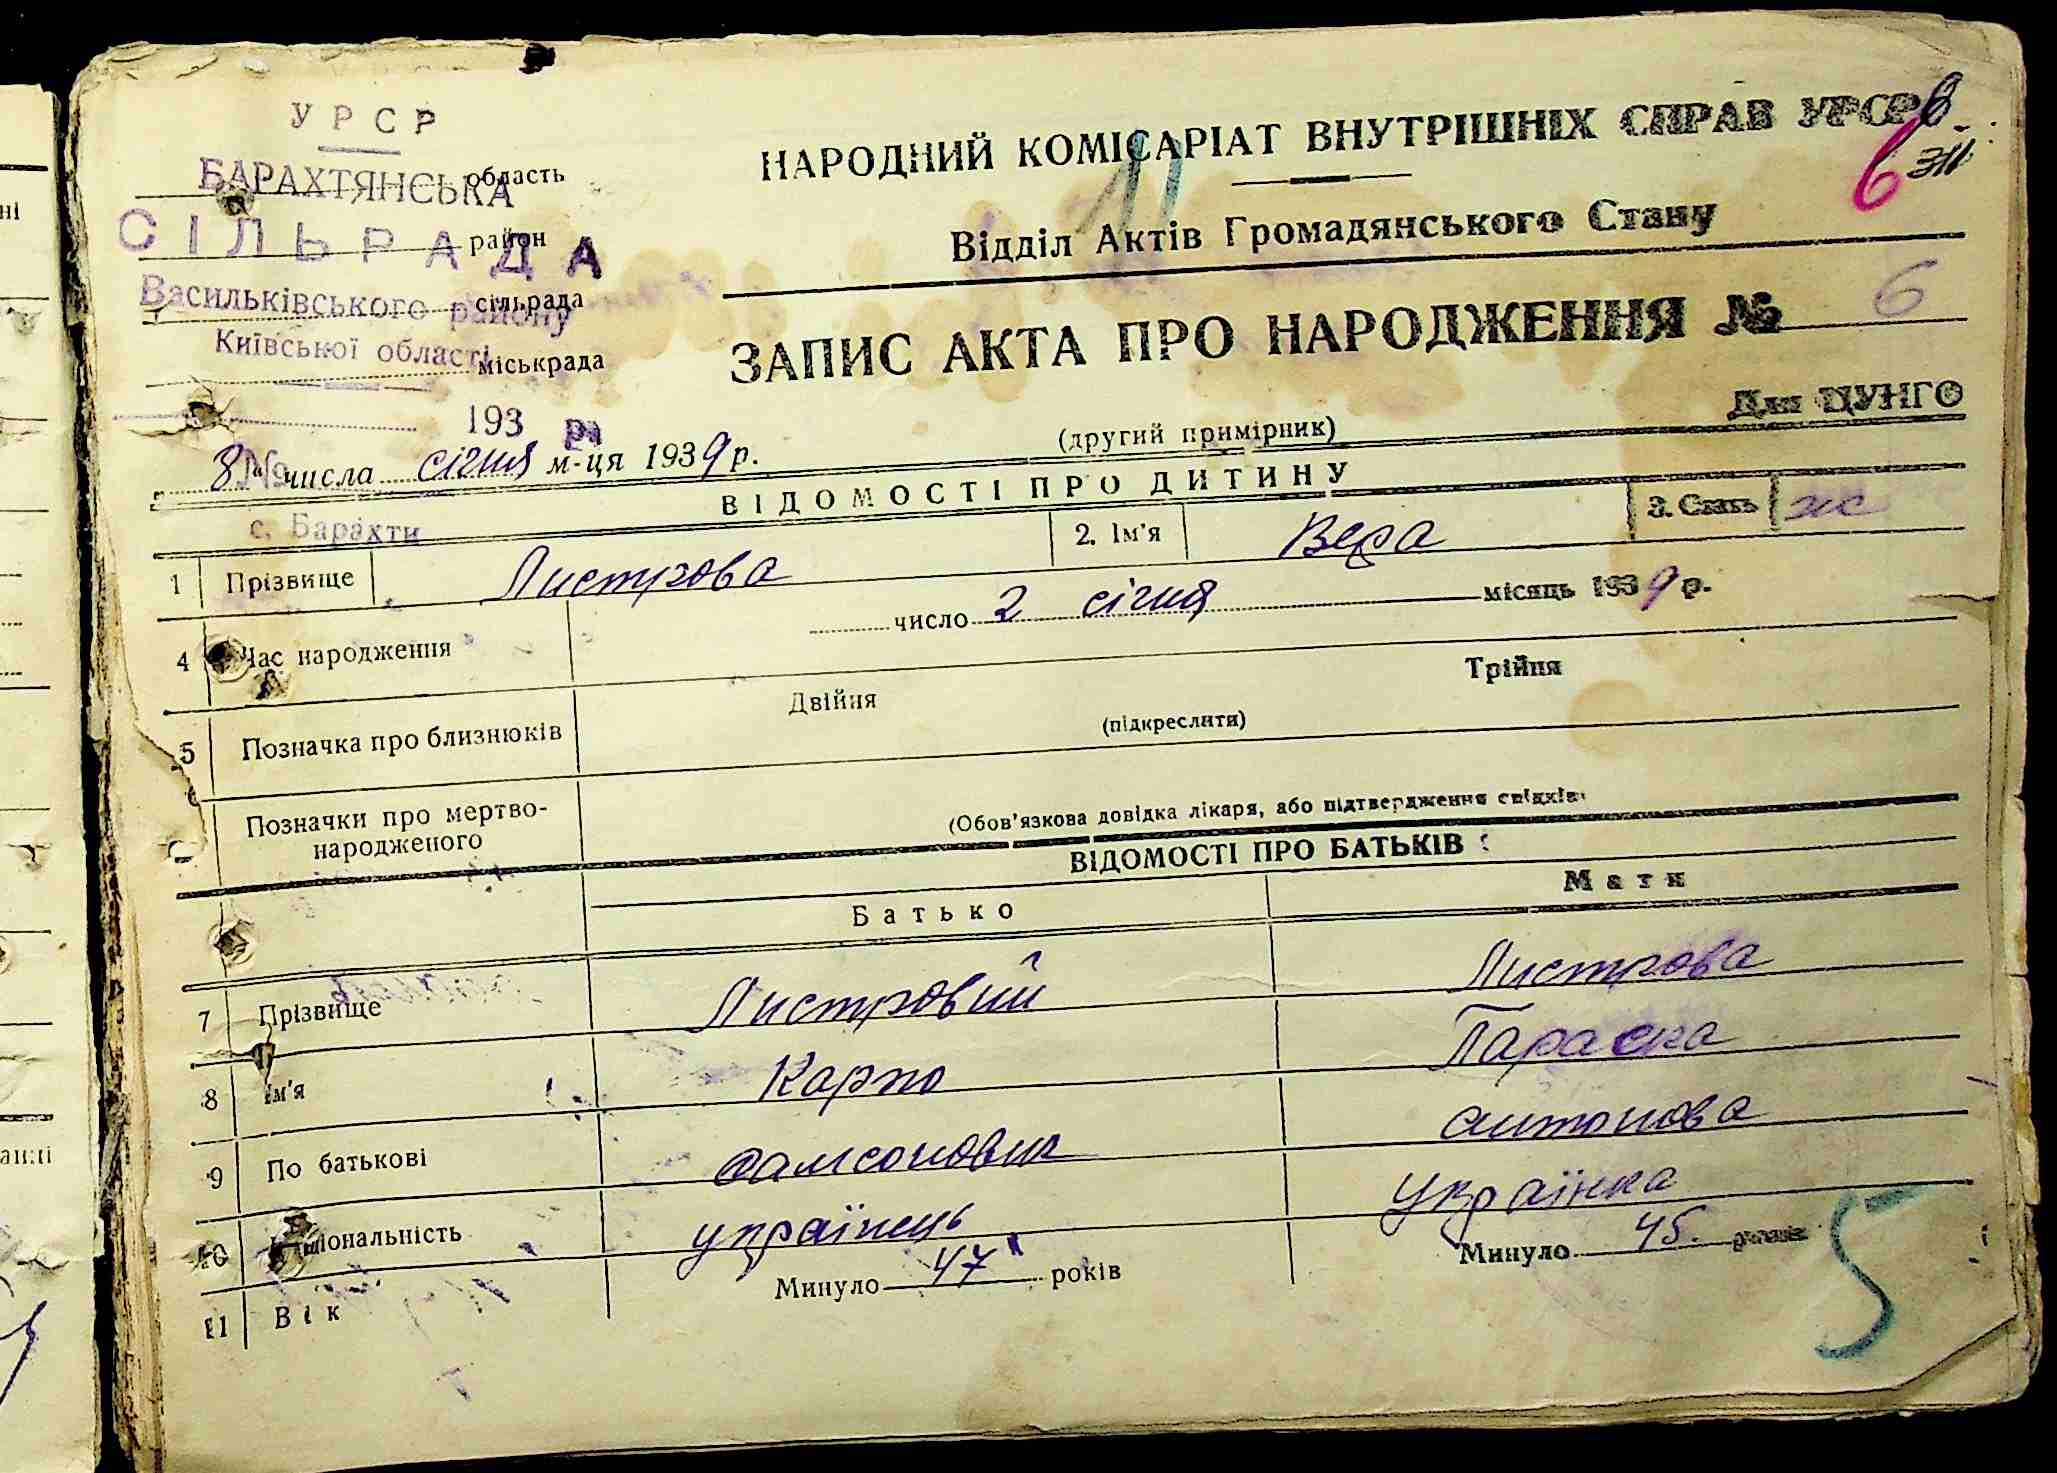 УРСР
БАРАХТЯНСЬКА область
СІЛЬРАДА район
Васильківського району сільрада
Київської області міськрада
193 р.
№
с. Барахти
НАРОДНИЙ КОМІСАРІАТ ВНУТРІШНІХ СПРАВ УРСР
6
11
Відділ Актів Громадянського Стану
ЗАПИС АКТА ПРО НАРОДЖЕННЯ № 6
Для ЦУНГО
(другий примірник)
8 числа січня м-ця 1939 р.
ВІДОМОСТІ ПРО ДИТИНУ
1 Прізвище Листрова 2. Ім'я Вера 3. Стать ж
4 Час народження число 2 січня місяць 1939 р.
5 Позначка про близнюків Двійня Трійня
(підкреслити)
6 Позначки про мертво-
народженого
(Обов'язкова довідка лікаря, або підтвердження свідків
ВІДОМОСТІ ПРО БАТЬКІВ:
Батько Мати
7 Прізвище Листровий Листрова
8 Ім'я Карпо Параска
9 По батькові Самсонович Антонова
10 Національність українець Українка
11 Вік Минуло 47 років Минуло 45. років
5